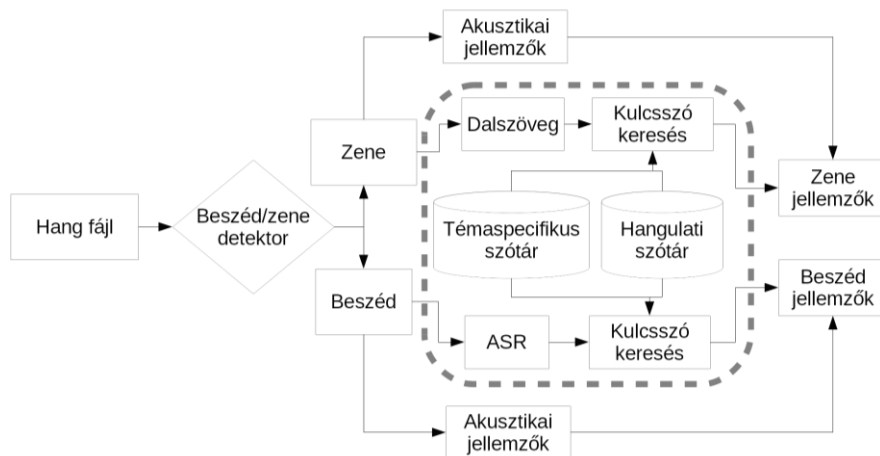 Akusztikai
jellemzők
Dalszöveg
Kulcsszó
keresés
Zene
Zene
jellemzők
Hang fájl
Beszéd/zene
detektor
Témaspecifikus
szótár
Hangulati
szótár
Beszéd
Beszéd
jellemzők
ASR
Kulcsszó
keresés
Akusztikai
jellemzők